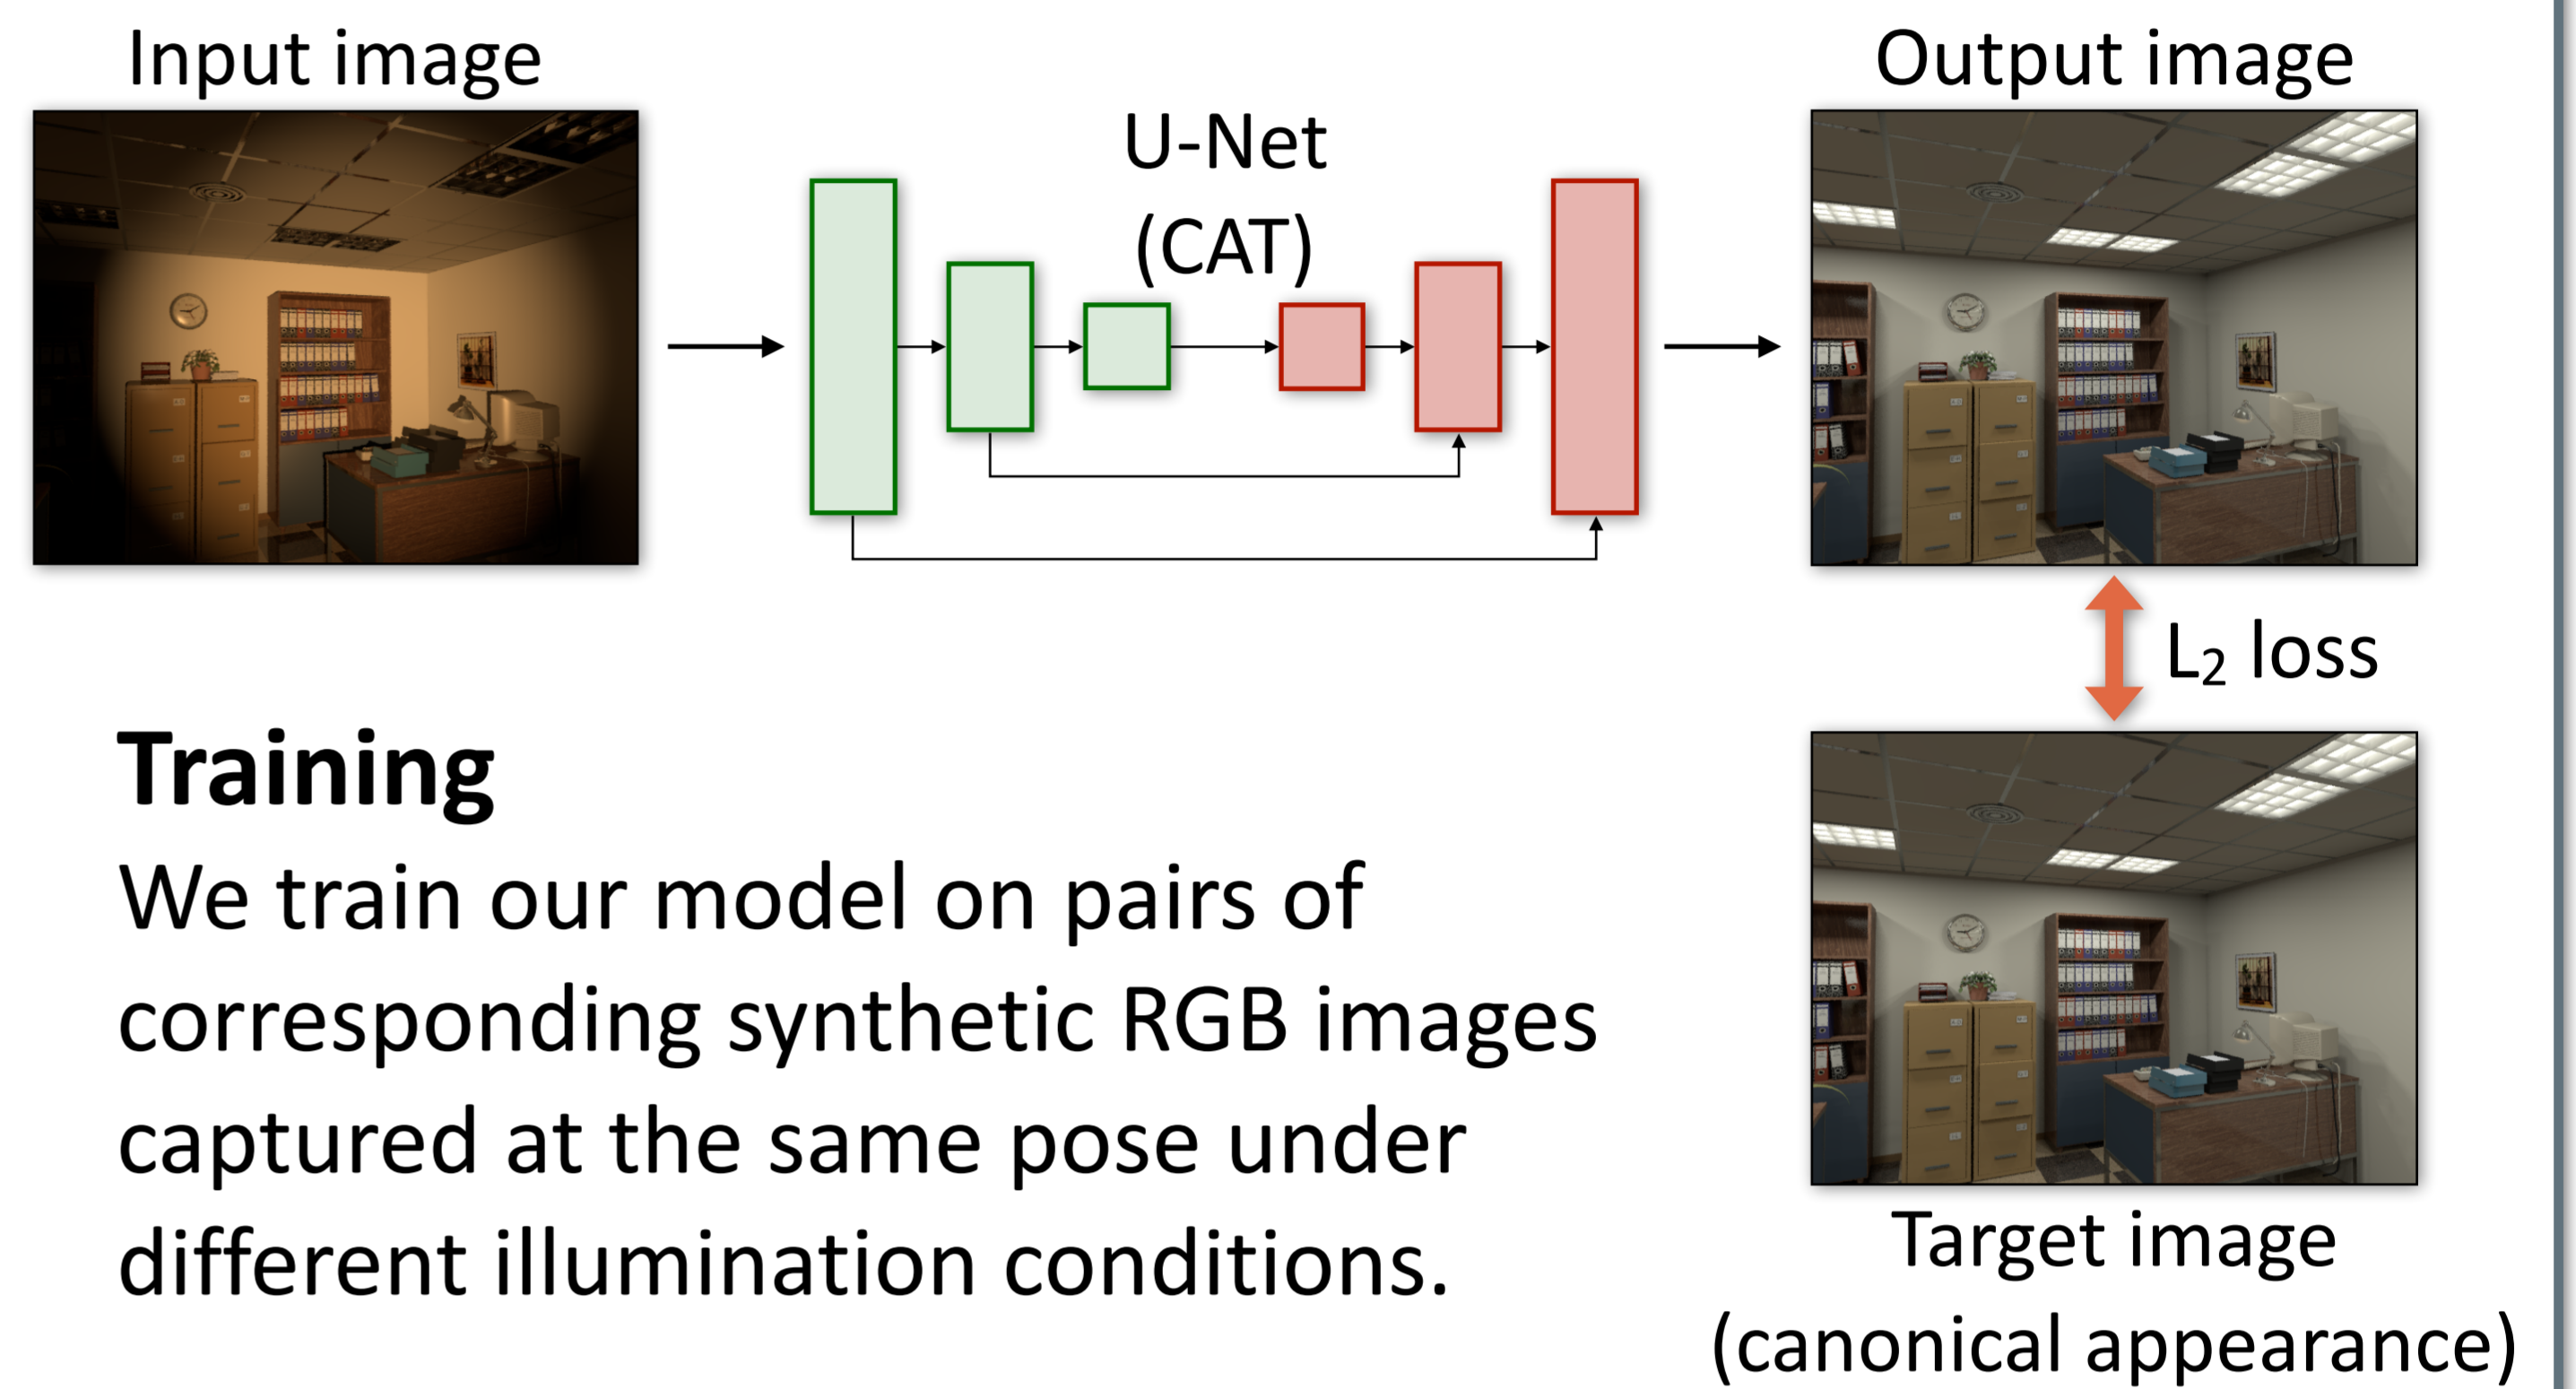 Input image
U-Net
(CAT)
Output image
L₂ loss
Training
We train our model on pairs of
corresponding synthetic RGB images
captured at the same pose under
different illumination conditions.
Target image
(canonical appearance)